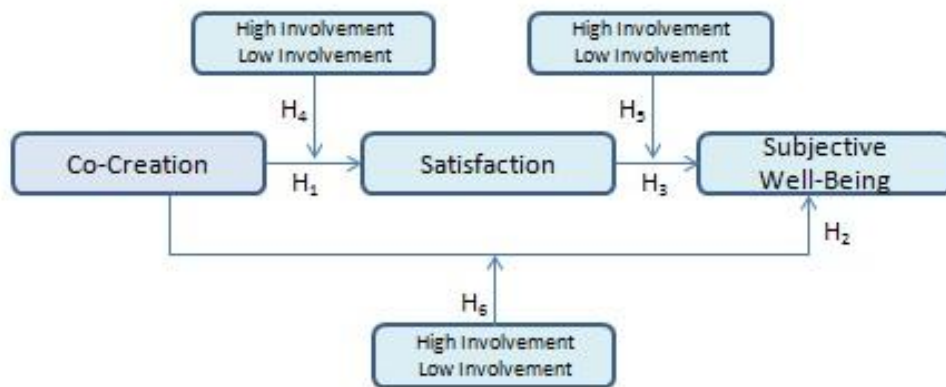 High Involvement
Low Involvement
High Involvement
Low Involvement
H₄
H₅
Co-Creation
Satisfaction
Subjective
Well-Being
H₁
H₃
H₂
H₆
High Involvement
Low Involvement